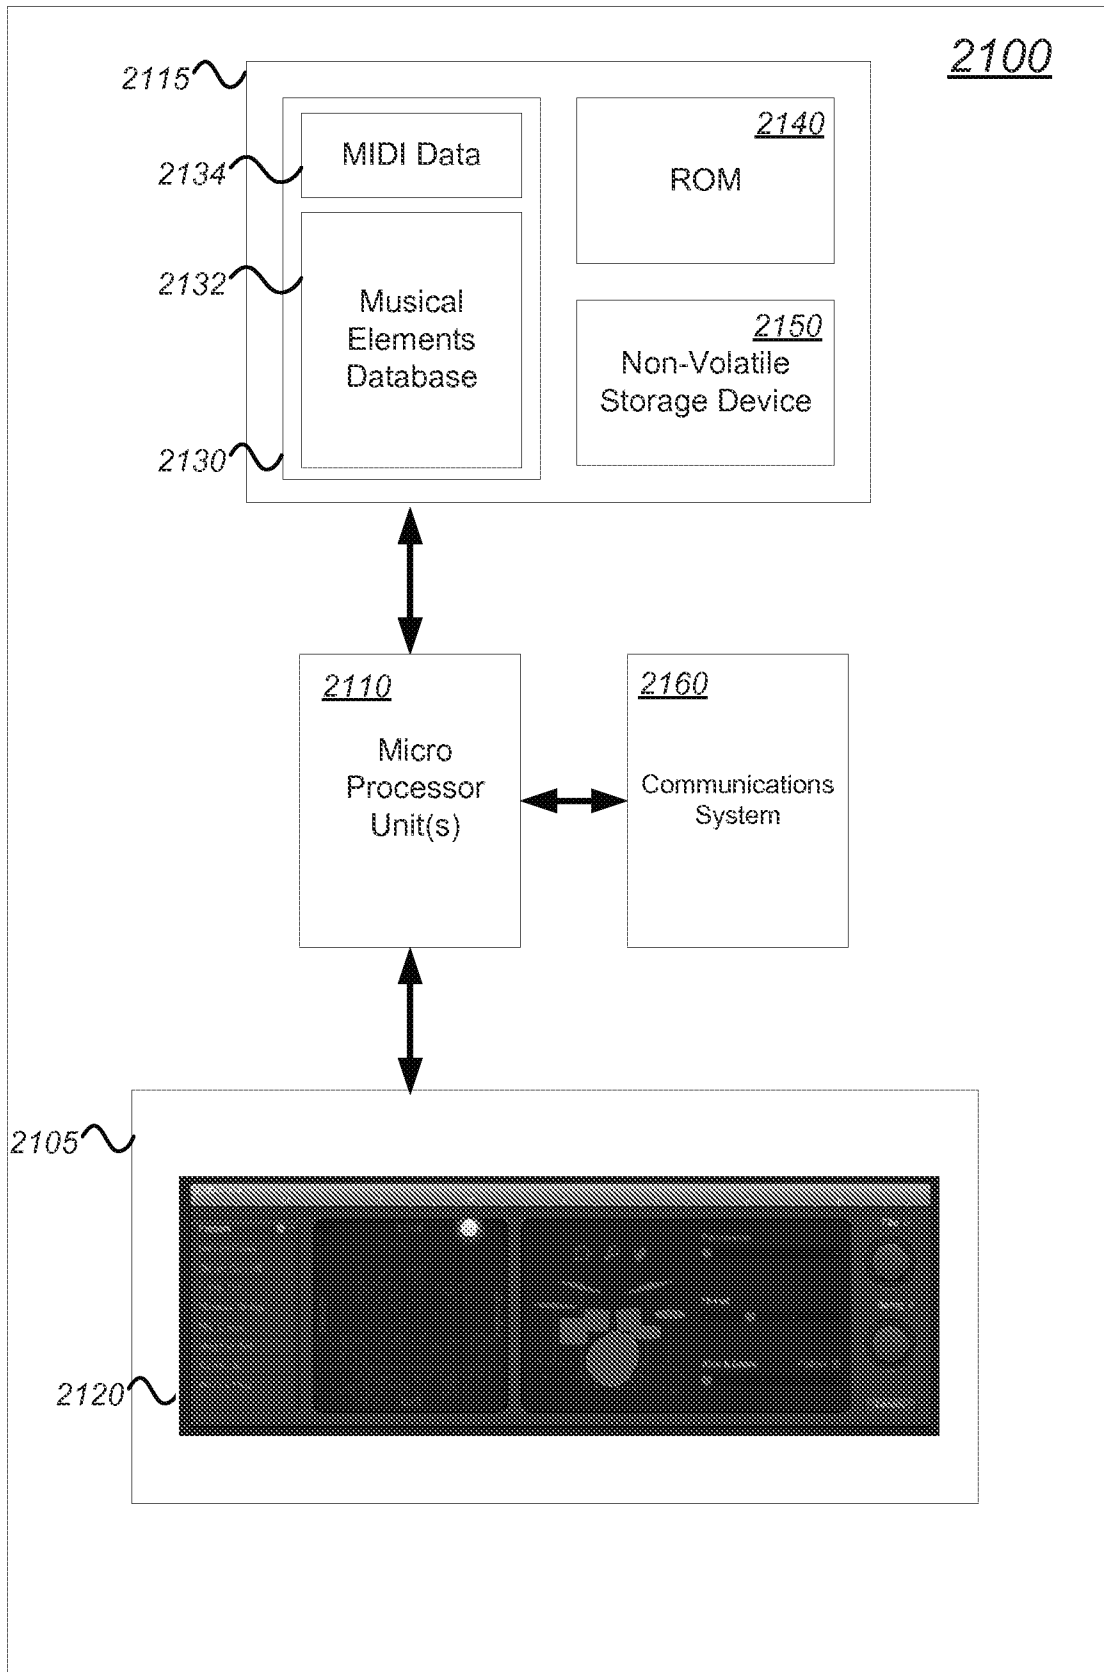 2100
2115
2134
MIDI Data
2140
ROM
2132
Musical
Elements
Database
2150
Non-Volatile
Storage Device
2130
2110
Micro
Processor
Unit(s)
2160
Communications
System
2105
2120